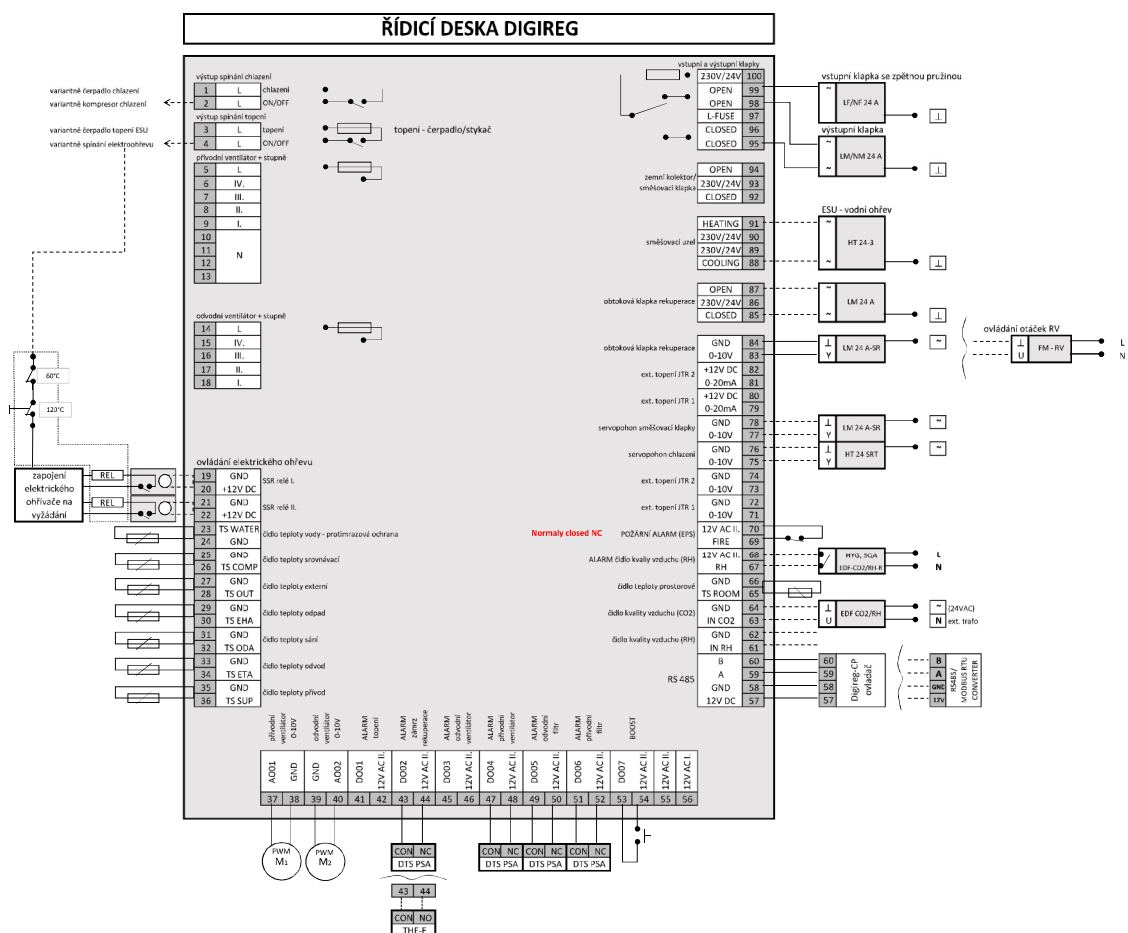 ŘÍDICÍ DESKA DIGIREG
výstup spínání chlazení
1 L chlazení
2 L ON/OFF
variantně čerpadlo chlazení
variantně kompresor chlazení
výstup spínání topení
3 L topení
4 L ON/OFF
topení - čerpadlo/stykač
variantně čerpadlo topení ESU
variantně spínání elektroohřevu
přívodní ventilátor + stupně
5 L
6 IV.
7 III.
8 II.
9 I.
10
11
12
13
N
odvodní ventilátor + stupně
14 L
15 IV.
16 III.
17 II.
18 I.
60°C
120°C
zapojení
elektrického
ohřívače na
vyžádání
REL
REL
ovládání elektrického ohřevu
19 GND
20 +12V DC
SSR relé I.
21 GND
22 +12V DC
SSR relé II.
23 TS WATER
24 GND
čidlo teploty vody - protimrazová ochrana
25 GND
26 TS COMP
čidlo teploty srovnávací
27 GND
28 TS OUT
čidlo teploty externí
29 GND
30 TS EHA
čidlo teploty odpad
31 GND
32 TS ODA
čidlo teploty sání
33 GND
34 TS ETA
čidlo teploty odvod
35 GND
36 TS SUP
čidlo teploty přívod
vstupní a výstupní klapky
230V/24V 100
OPEN 99
OPEN 98
L-FUSE 97
CLOSED 96
CLOSED 95
vstupní klapka se zpětnou pružinou
~ LF/NF 24 A ⊥
výstupní klapka
~ LM/NM 24 A ~ ⊥
zemní kolektor/
směšovací klapka
OPEN 94
230V/24V 93
CLOSED 92
ESU - vodní ohřev
směšovací uzel
HEATING 91
230V/24V 90
230V/24V 89
COOLING 88
~ HT 24-3 ~ ⊥
obtoková klapka rekuperace
OPEN 87
230V/24V 86
CLOSED 85
~ LM 24 A ~ ⊥
obtoková klapka rekuperace
GND 84
0-10V 83
⊥ Y LM 24 A-SR ~
ovládání otáček RV
⊥ U FM - RV L N
ext. topení JTR 2
+12V DC 82
0-20mA 81
ext. topení JTR 1
+12V DC 80
0-20mA 79
servopohon směšovací klapky
GND 78
0-10V 77
⊥ Y LM 24 A-SR ~
servopohon chlazení
GND 76
0-10V 75
⊥ Y HT 24 SRT ~
ext. topení JTR 2
GND 74
0-10V 73
ext. topení JTR 1
GND 72
0-10V 71
Normaly closed NC
POŽÁRNÍ ALARM (EPS)
12V AC II. 70
FIRE 69
ALARM čidlo kvaliy vzduchu (RH)
12V AC II. 68
RH 67
HYG, SQA
EDF-CO2/RH-R
L
N
čidlo teploty prostorové
GND 66
TS ROOM 65
čidlo kvality vzduchu (CO2)
GND 64
IN CO2 63
⊥ U EDF CO2/RH
~ (24VAC)
N ext. trafo
čidlo kvality vzduchu (RH)
GND 62
IN RH 61
RS 485
B 60
A 59
GND 58
12V DC 57
60
59
58
57
Digireg-CP
ovladač
B
A
GND
12V
RS485/
MODBUS RTU
CONVERTER
přívodní
ventilátor
0-10V
odvodní
ventilátor
0-10V
ALARM
topení
ALARM
zámrz
rekuperace
ALARM
odvodní
ventilátor
ALARM
přívodní
ventilátor
ALARM
odvodní
filtr
ALARM
přívodní
filtr
BOOST
AO01 GND GND AO02 DO01 12V AC II. DO02 12V AC II. DO03 12V AC II. DO04 12V AC II. DO05 12V AC II. DO06 12V AC II. DO07 12V AC II. 12V AC II. 12V AC I.
37 38 39 40 41 42 43 44 45 46 47 48 49 50 51 52 53 54 55 56
PWM
M1
PWM
M2
CON NC
DTS PSA
CON NC CON NC CON NC
DTS PSA DTS PSA DTS PSA
43 44
CON NO
THF-F